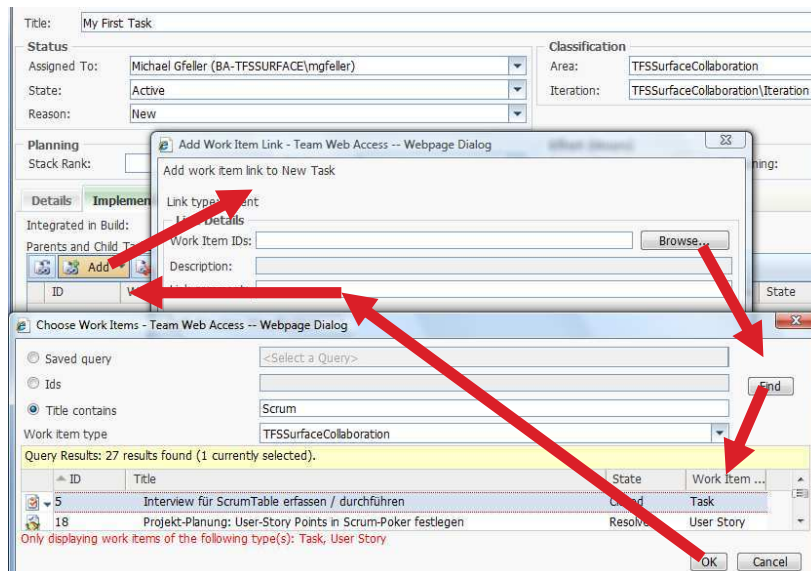 Title: My First Task
Status
Classification
Assigned To: Michael Gfeller (BA-TFSSURFACE\mgfeller)
Area: TFSSurfaceCollaboration
State: Active
Iteration: TFSSurfaceCollaboration\Iteration
Reason: New
Planning
Stack Rank:
Add Work Item Link - Team Web Access -- Webpage Dialog
Add work item link to New Task
Link type:
Details
Link Details
Integrated in Build:
Work Item IDs: Browse...
Parents and Child
Description:
Add
ID
State
Choose Work Items - Team Web Access -- Webpage Dialog
Saved query <Select a Query>
Ids
Find
Title contains Scrum
Work item type TFSSurfaceCollaboration
Query Results: 27 results found (1 currently selected).
ID Title State Work Item ...
5 Interview für ScrumTable erfassen / durchführen Closed Task
18 Projekt-Planung: User-Story Points in Scrum-Poker festlegen Resolve User Story
Only displaying work items of the following type(s): Task, User Story
OK Cancel